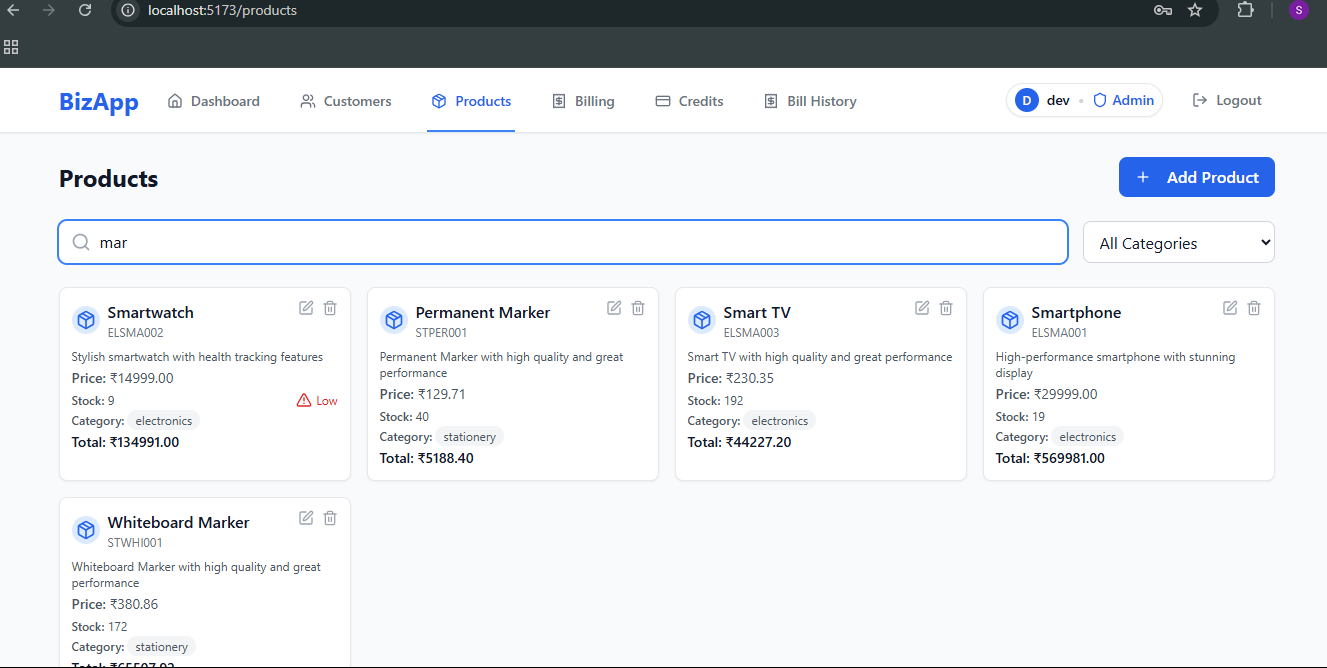 localhost:5173/products
S
BizApp
Dashboard
Customers
Products
Billing
Credits
Bill History
D
dev
Admin
Logout
Products
+ Add Product
mar
All Categories
Smartwatch
ELSMA002
Stylish smartwatch with health tracking features
Price: ₹14999.00
Stock: 9
Low
Category: electronics
Total: ₹134991.00
Permanent Marker
STPER001
Permanent Marker with high quality and great
performance
Price: ₹129.71
Stock: 40
Category: stationery
Total: ₹5188.40
Smart TV
ELSMA003
Smart TV with high quality and great performance
Price: ₹230.35
Stock: 192
Category: electronics
Total: ₹44227.20
Smartphone
ELSMA001
High-performance smartphone with stunning
display
Price: ₹29999.00
Stock: 19
Category: electronics
Total: ₹569981.00
Whiteboard Marker
STWHI001
Whiteboard Marker with high quality and great
performance
Price: ₹380.86
Stock: 172
Category: stationery
Total: ₹65507.92